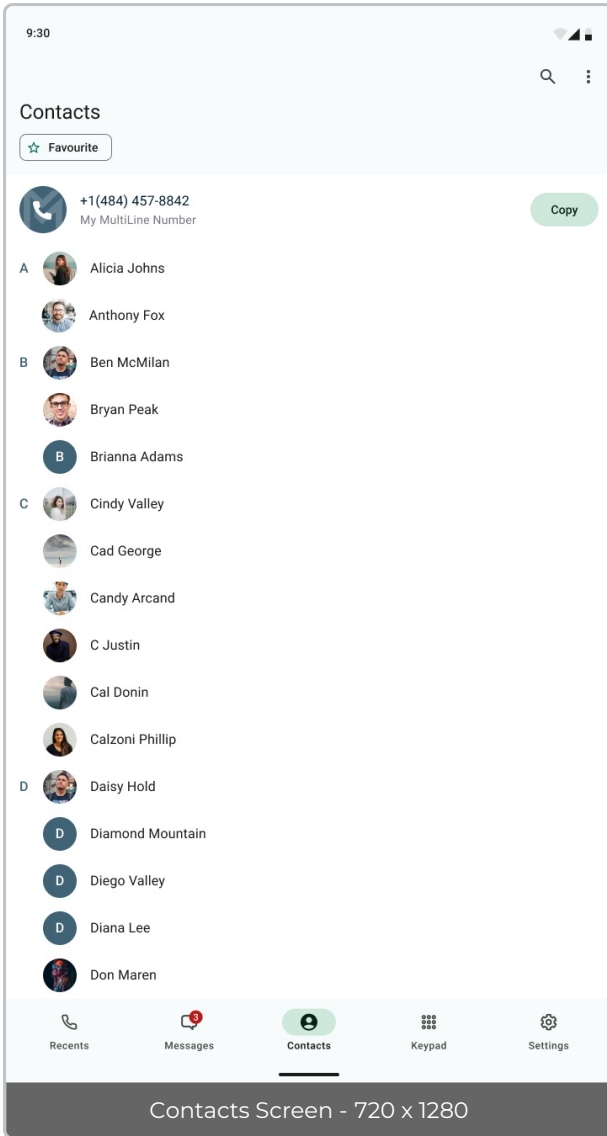 9:30
Contacts
Favourite
+1(484) 457-8842
My MultiLine Number
Copy
A
Alicia Johns
Anthony Fox
B
Ben McMilan
Bryan Peak
B
Brianna Adams
C
Cindy Valley
Cad George
Candy Arcand
C Justin
Cal Donin
Calzoni Phillip
D
Daisy Hold
D
Diamond Mountain
D
Diego Valley
D
Diana Lee
Don Maren
Recents
3
Messages
Contacts
Keypad
Settings
Contacts Screen - 720 x 1280